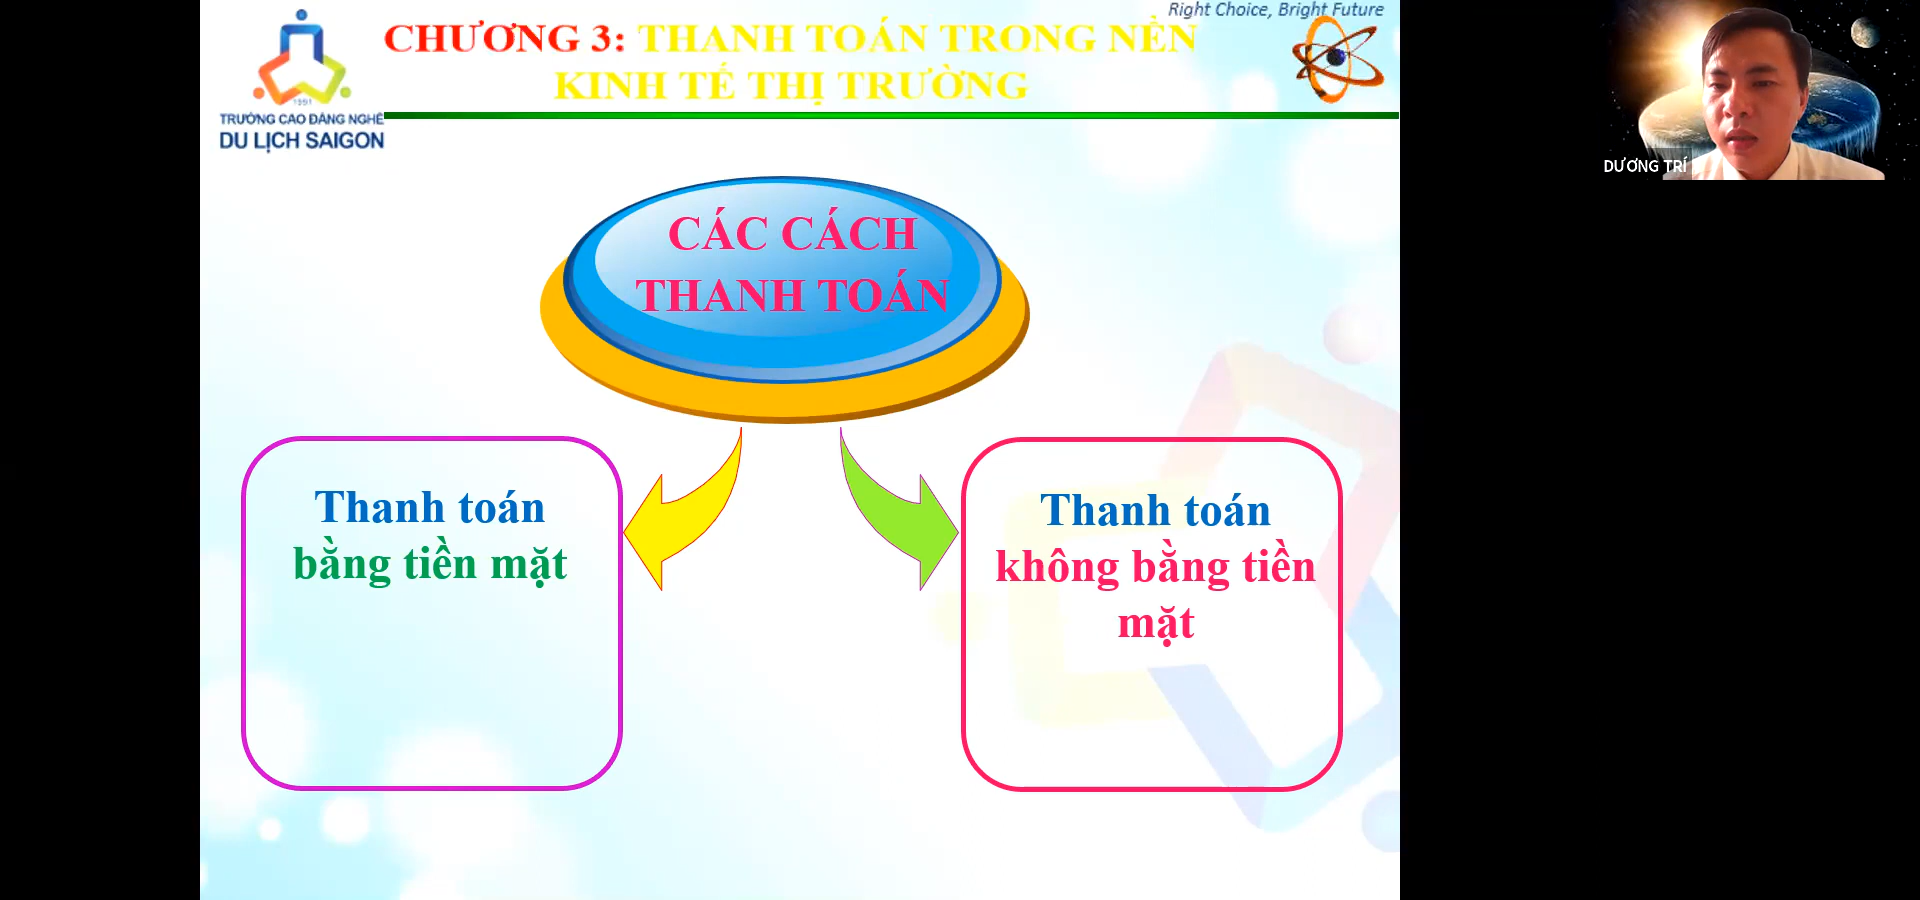 Right Choice, Bright Future
CHƯƠNG 3: THANH TOÁN TRONG NỀN
KINH TẾ THỊ TRƯỜNG
1991
TRƯỜNG CAO ĐẲNG NGHỀ
DU LỊCH SAIGON
DƯƠNG TRÍ
CÁC CÁCH
THANH TOÁN
Thanh toán
bằng tiền mặt
Thanh toán
không bằng tiền
mặt